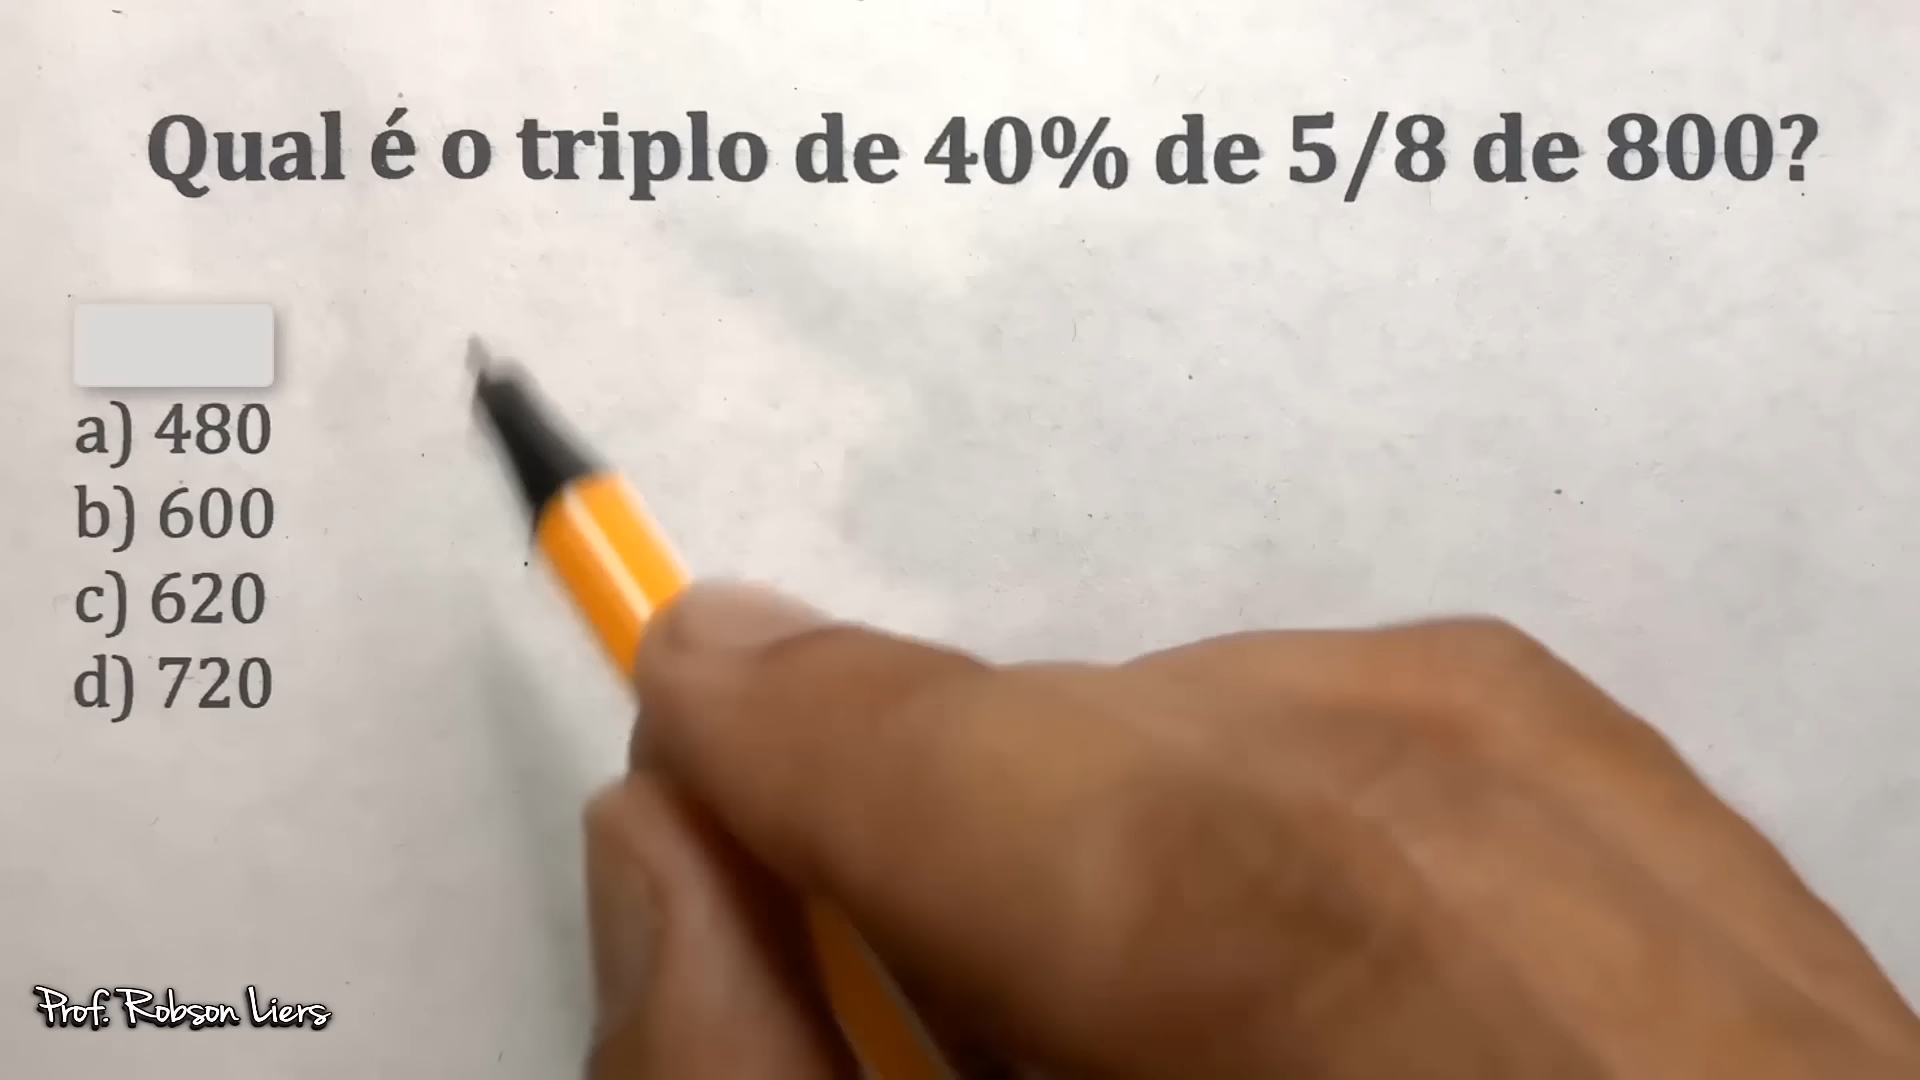 Qual é o triplo de 40% de 5/8 de 800?
a) 480
b) 600
c) 620
d) 720
Prof. Robson Liers